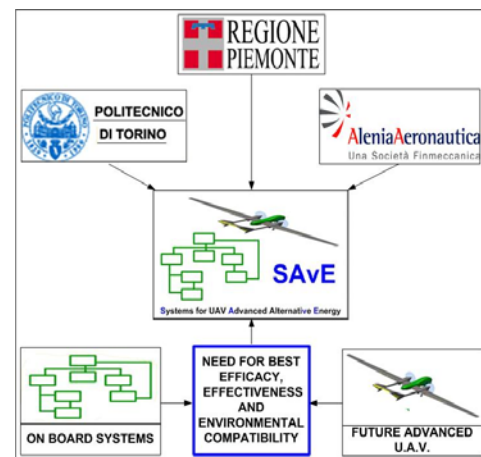 REGIONE
PIEMONTE
POLITECNICO
DI TORINO
AleniaAeronautica
Una Società Finmeccanica
SAvE
Systems for UAV Advanced Alternative Energy
NEED FOR BEST
EFFICACY,
EFFECTIVENESS
AND
ENVIRONMENTAL
COMPATIBILITY
ON BOARD SYSTEMS
FUTURE ADVANCED
U.A.V.